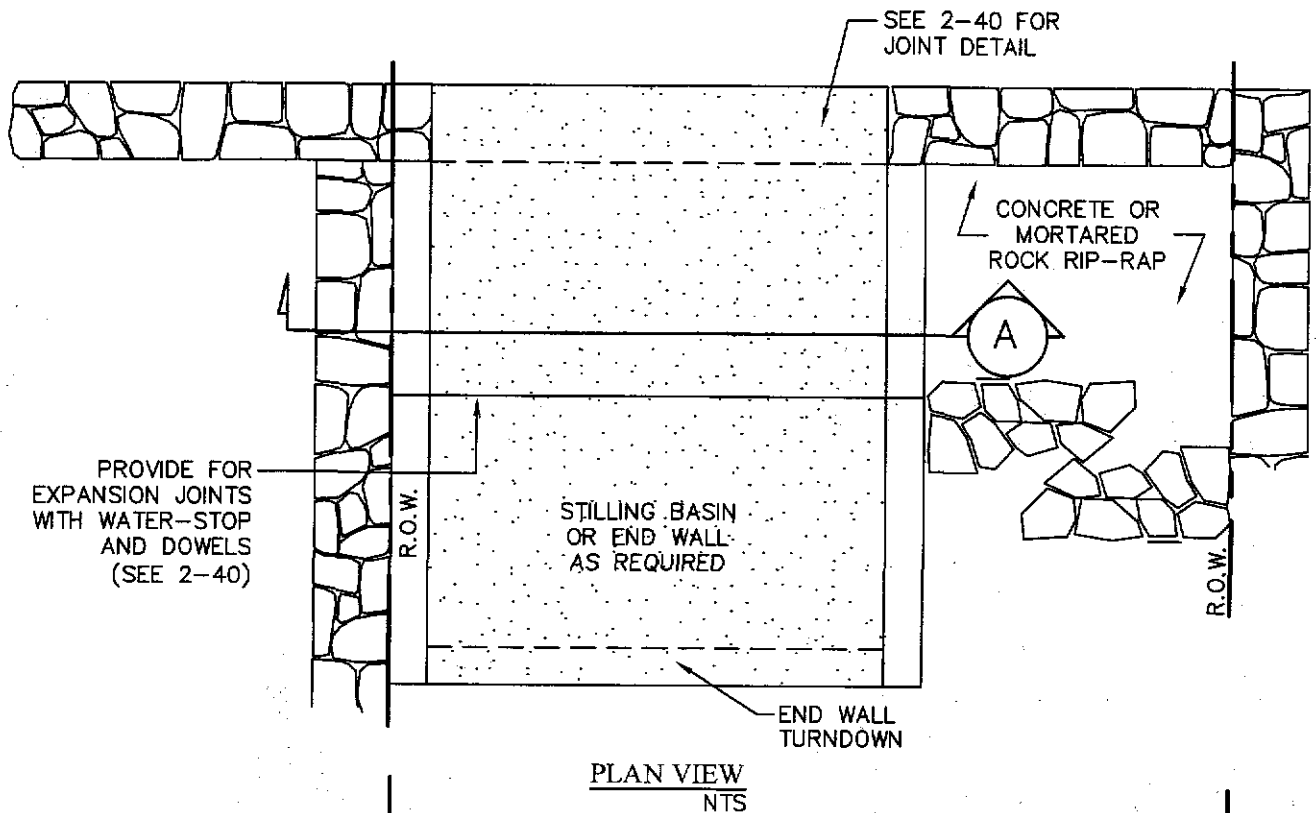 SEE 2-40 FOR
JOINT DETAIL
CONCRETE OR
MORTARED
ROCK RIP-RAP
A
PROVIDE FOR
EXPANSION JOINTS
WITH WATER-STOP
AND DOWELS
(SEE 2-40)
R.O.W.
STILLING BASIN
OR END WALL
AS REQUIRED
R.O.W.
END WALL
TURNDOWN
PLAN VIEW
NTS